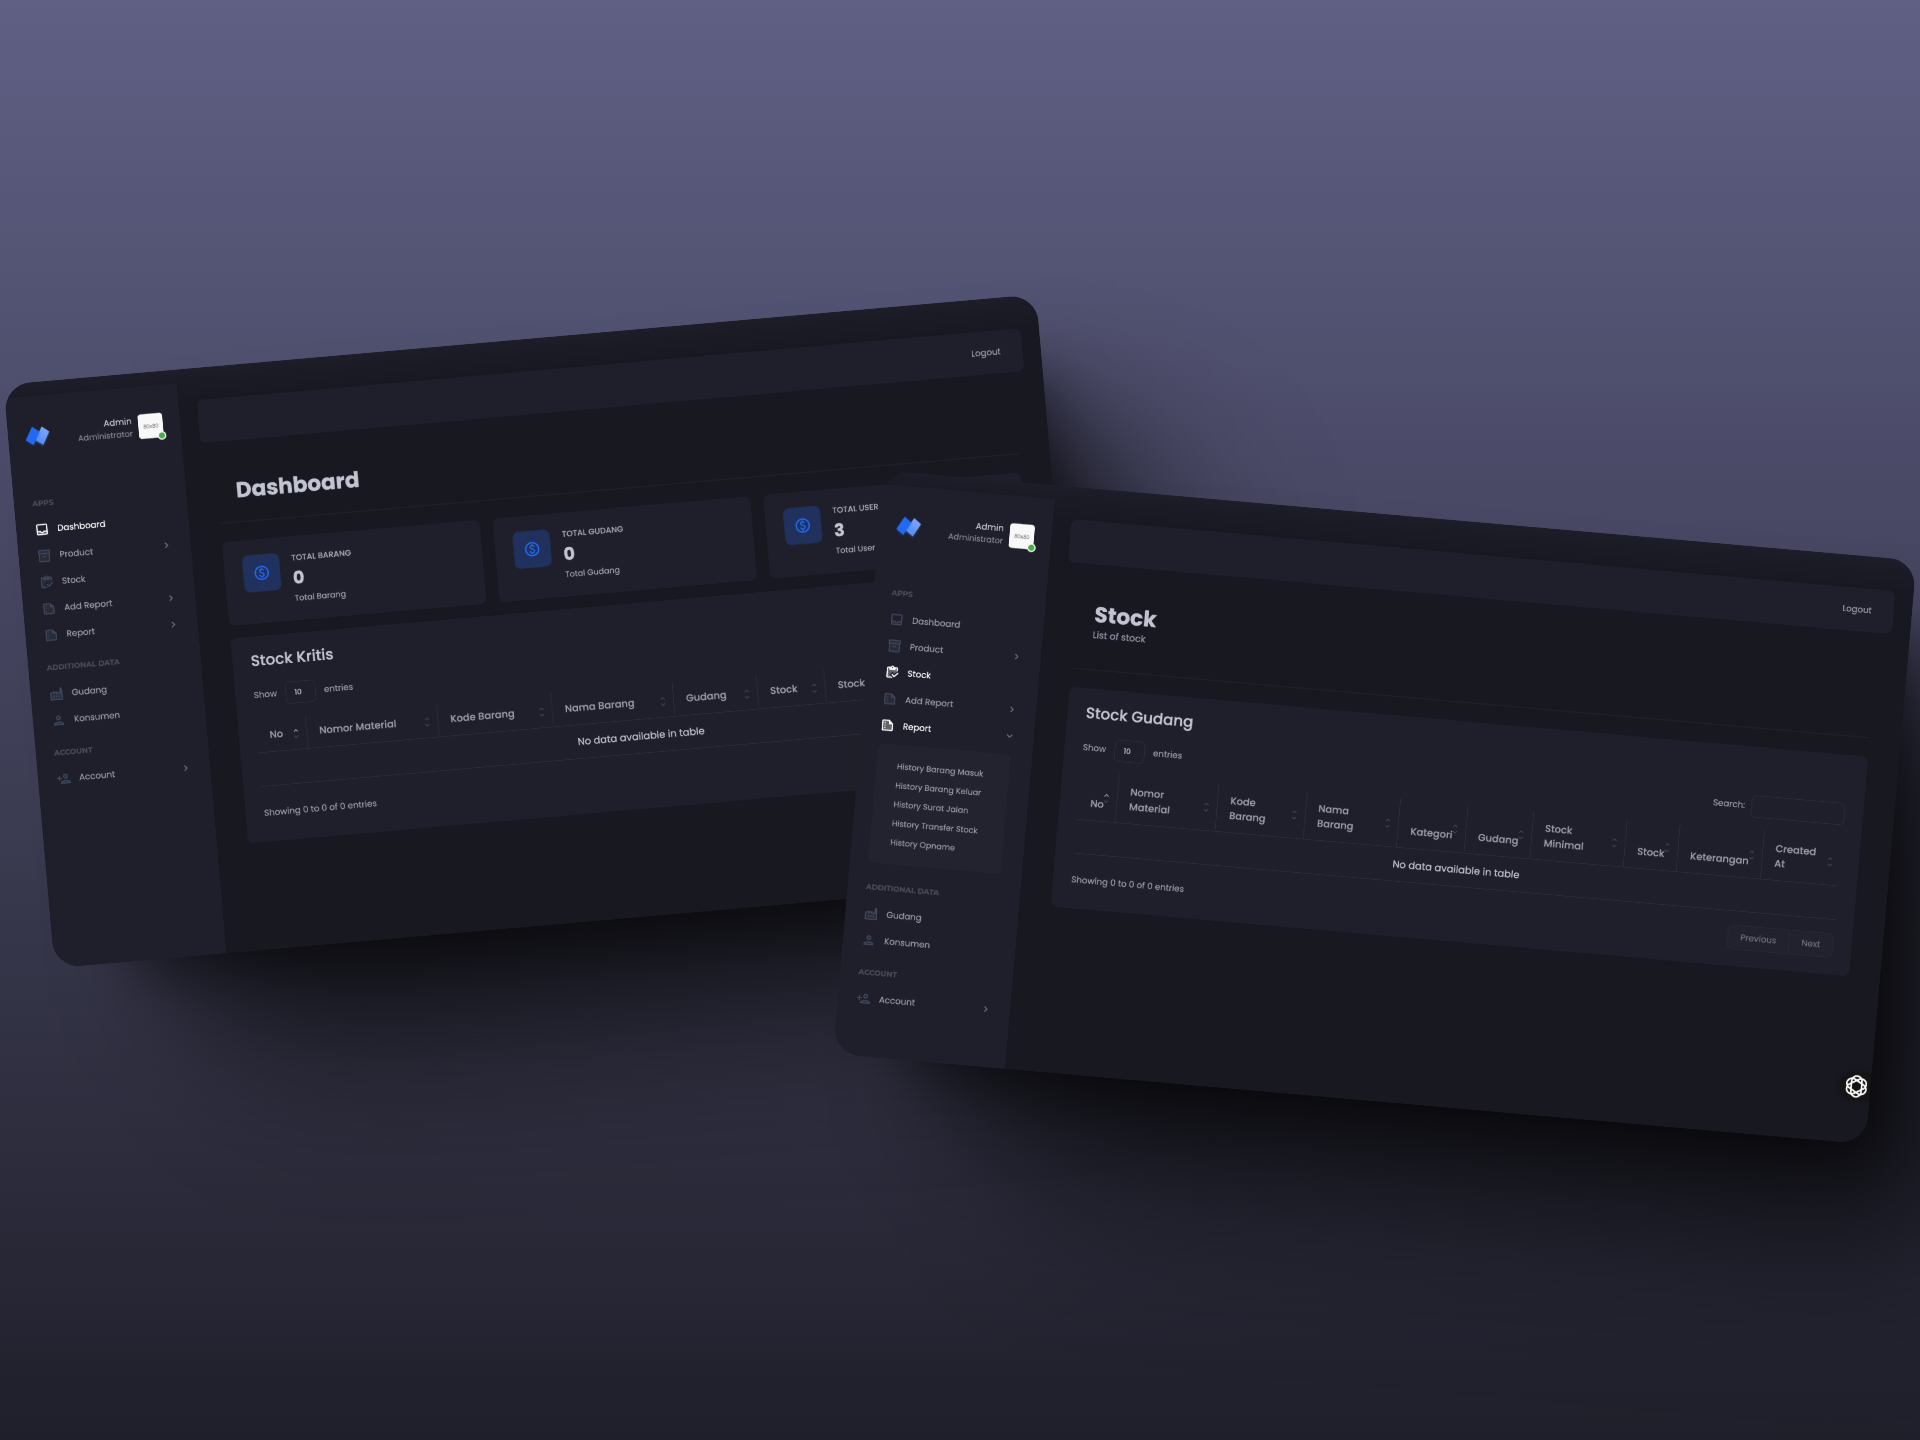 Logout
Admin
Administrator
80x80
APPS
Dashboard
Product
Stock
Add Report
Report
ADDITIONAL DATA
Gudang
Konsumen
ACCOUNT
Account
Dashboard
TOTAL BARANG
0
Total Barang
TOTAL GUDANG
0
Total Gudang
TOTAL USER
3
Total User
Stock Kritis
Show 10 entries
No Nomor Material Kode Barang Nama Barang Gudang Stock Stock
No data available in table
Showing 0 to 0 of 0 entries
Logout
Admin
Administrator
80x80
APPS
Dashboard
Product
Stock
Add Report
Report
History Barang Masuk
History Barang Keluar
History Surat Jalan
History Transfer Stock
History Opname
ADDITIONAL DATA
Gudang
Konsumen
ACCOUNT
Account
Stock
List of stock
Stock Gudang
Show 10 entries
Search:
No Nomor Material Kode Barang Nama Barang Kategori Gudang Stock Minimal Stock Keterangan Created At
No data available in table
Showing 0 to 0 of 0 entries
Previous Next